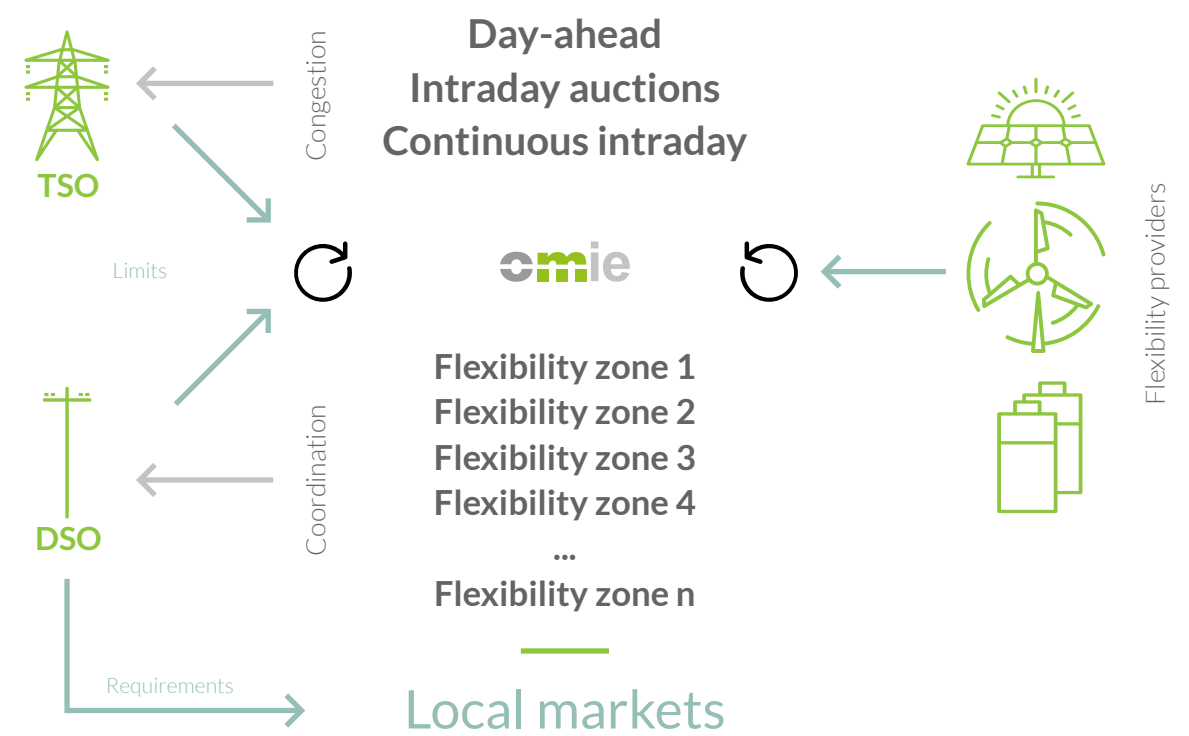 Day-ahead
Intraday auctions
Continuous intraday
Congestion
TSO
Limits
omie
Flexibility providers
Flexibility zone 1
Flexibility zone 2
Flexibility zone 3
Flexibility zone 4
...
Flexibility zone n
Coordination
DSO
Requirements
Local markets